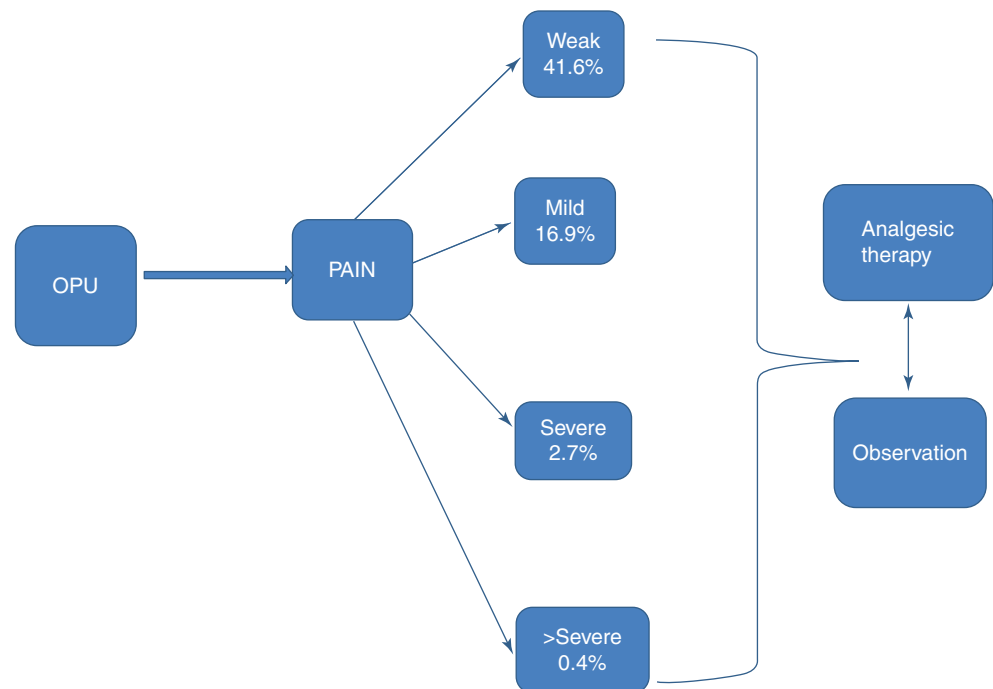 OPU
PAIN
Weak
41.6%
Mild
16.9%
Severe
2.7%
>Severe
0.4%
Analgesic
therapy
Observation